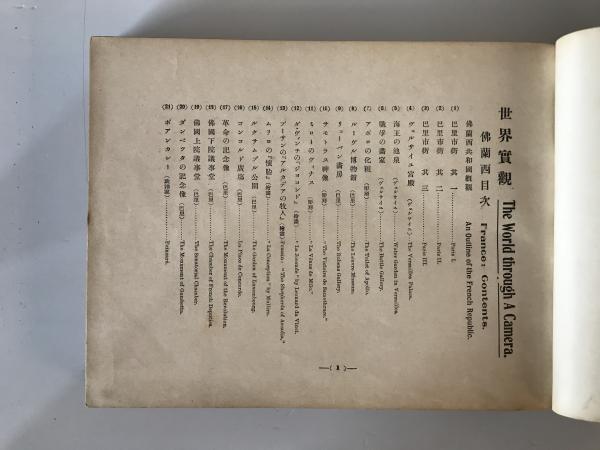 世界實觀 The World through A Camera.
佛蘭西目次 France: Contents.
佛蘭西共和國概觀 An Outline of the French Republic.
(1) 巴里市街 其一 Paris I.
(2) 巴里市街 其二 Paris II.
(3) 巴里市街 其三 Paris III.
(4) ヴェルサイユ宮殿 The Versailles Palace.
(5) 海王の池泉 Water Garden in Versailles.
(6) 戰爭の畫室 The Battle Gallery.
(7) アポロの化粧 The Toilet of Apollo.
(8) ルーヴル博物館 The Louvre Museum.
(9) リューバン畫房 The Rubens Gallery.
(10) サモトラス神像 "The Victoire de Samothrace."
(11) ミローのヴィナス "La Vénus de Milo."
(12) ダ・ヴィンチの『ジョコンド』 "La Joconde" by Leonard da Vinci.
(13) プーサンの『アルカデアの牧人』 Poussin: "The Shepherds of Arcadia."
(14) ムリロの『懷胎』 "La Conception" by Murillo.
(15) ルクサムブル公園 The Garden of Luxembourg.
(16) コンコルド廣場 La Place de Concorde.
(17) 革命の記念像 The Monument of the Revolution.
(18) 佛國下院議事堂 The Chamber of French Deputies.
(19) 佛國上院議事堂 The Senatorial Chamber.
(20) ガンベッタの記念像 The Monument of Gambetta.
(21) ポアンカレー Poincaré.
—( 1 )—